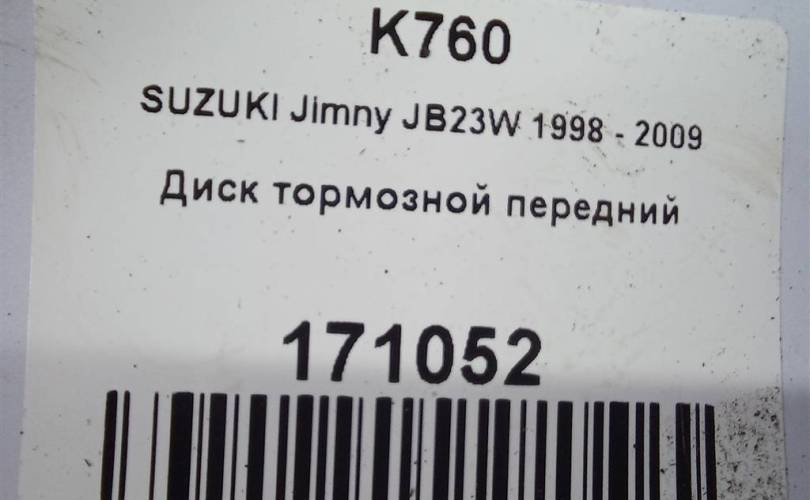 K760
SUZUKI Jimny JB23W 1998 - 2009
Диск тормозной передний
171052